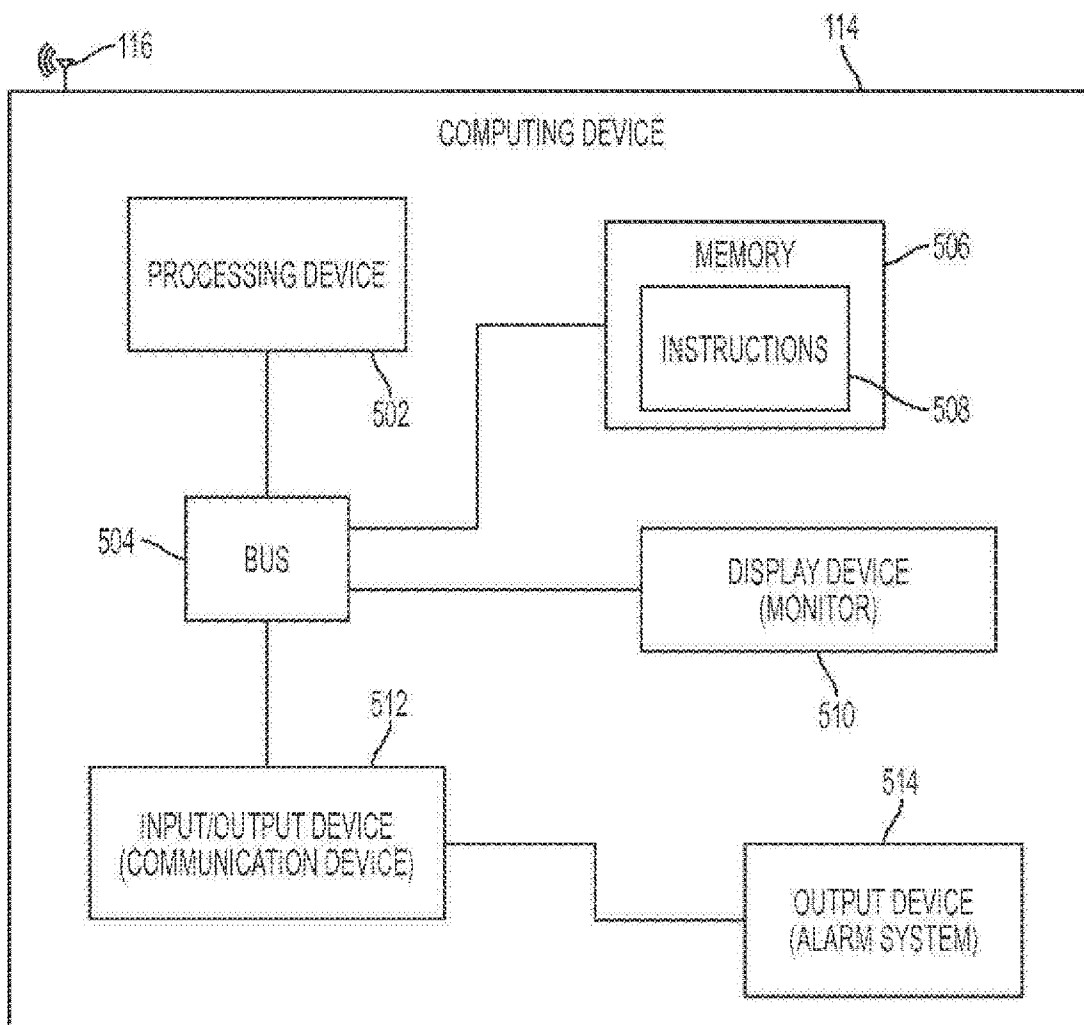 116
114
COMPUTING DEVICE
PROCESSING DEVICE
502
MEMORY
506
INSTRUCTIONS
508
504
BUS
DISPLAY DEVICE
(MONITOR)
510
512
INPUT/OUTPUT DEVICE
(COMMUNICATION DEVICE)
514
OUTPUT DEVICE
(ALARM SYSTEM)